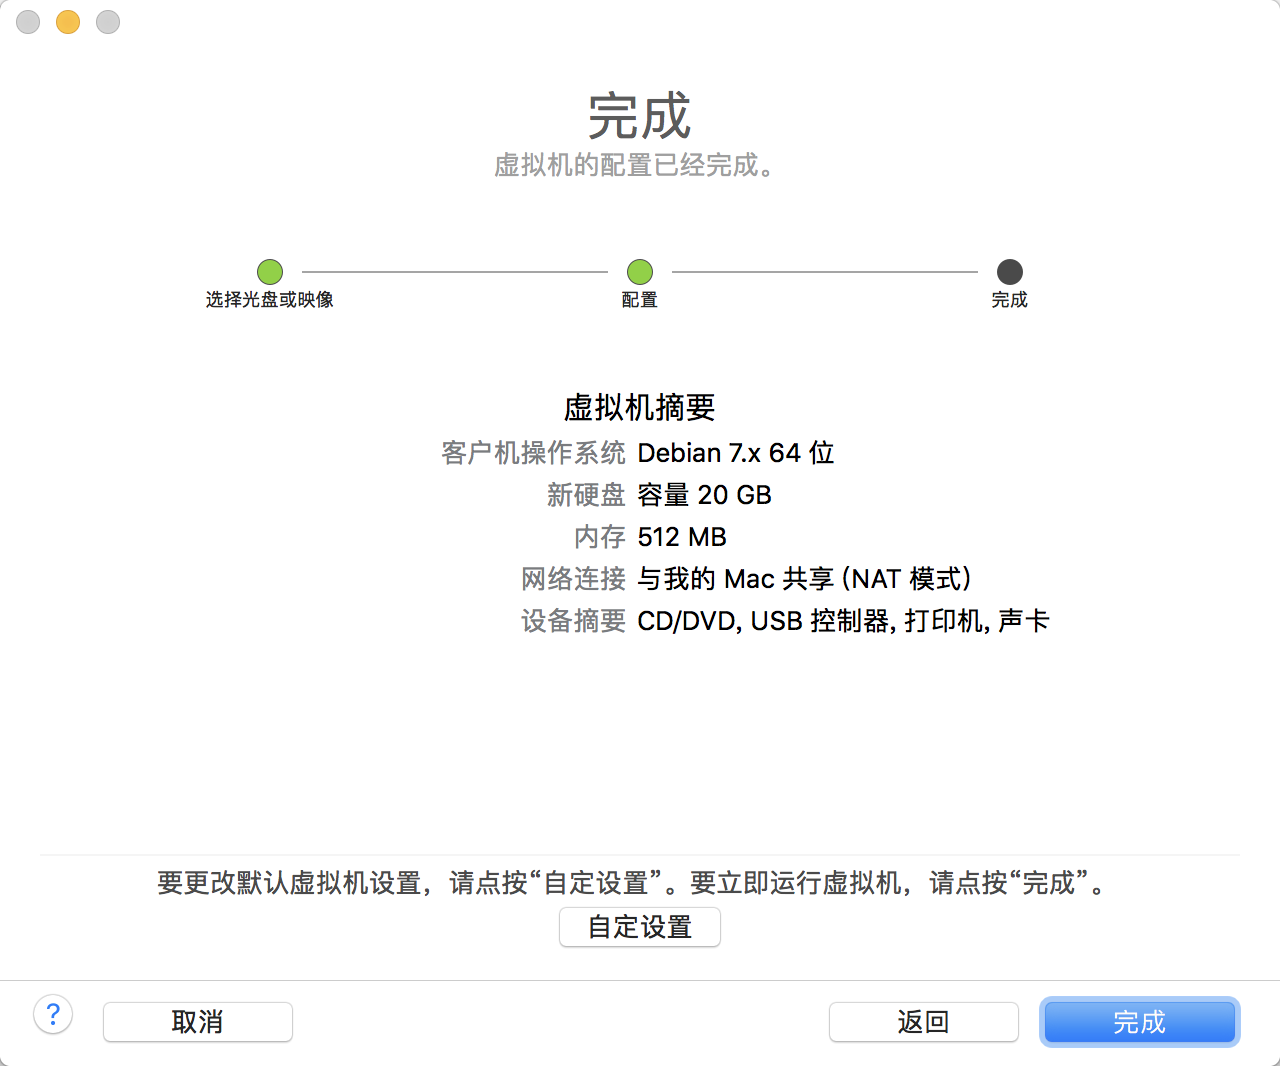 完成
虚拟机的配置已经完成。
选择光盘或映像
配置
完成
虚拟机摘要
客户机操作系统 Debian 7.x 64 位
新硬盘 容量 20 GB
内存 512 MB
网络连接 与我的 Mac 共享 (NAT 模式)
设备摘要 CD/DVD, USB 控制器, 打印机, 声卡
要更改默认虚拟机设置，请点按“自定设置”。要立即运行虚拟机，请点按“完成”。
自定设置
?
取消
返回
完成